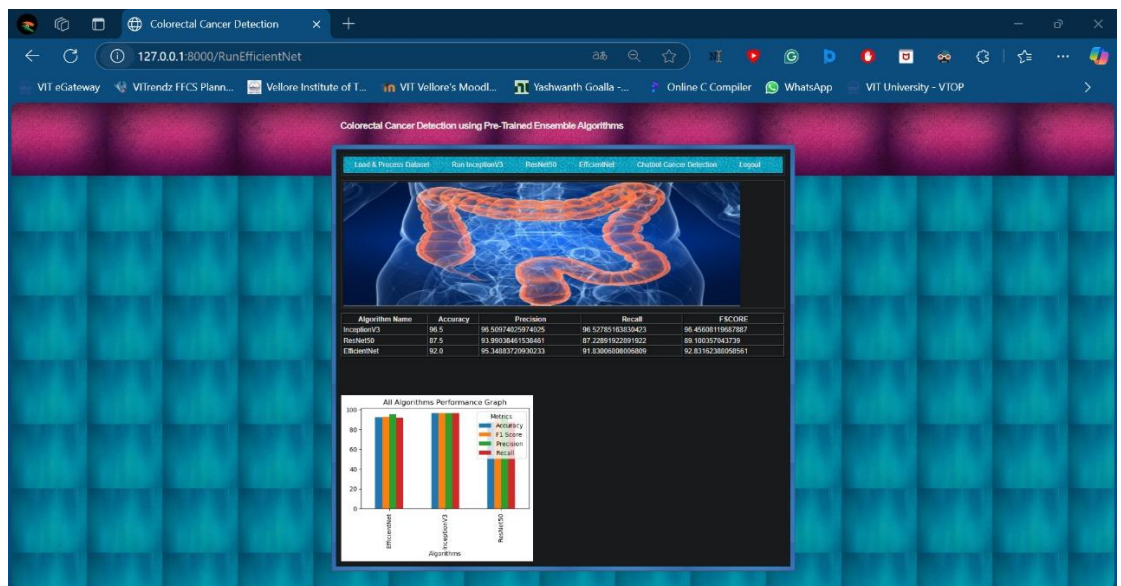 Colorectal Cancer Detection
127.0.0.1:8000/RunEfficientNet
VIT eGateway VITrendz FFCS Plann... Vellore Institute of T... VIT Vellore's Moodl... Yashwanth Goalla -... Online C Compiler WhatsApp VIT University - VTOP
Colorectal Cancer Detection using Pre-Trained Ensemble Algorithms
Load & Process Dataset Run InceptionV3 ResNet50 EfficientNet Chatbot Cancer Detection Logout
Algorithm Name Accuracy Precision Recall FSCORE
InceptionV3 96.5 96.50974025974025 96.52785163830423 96.45608119687887
ResNet50 87.5 93.99038461538461 87.22891922891922 89.100357043739
EfficientNet 92.0 95.34883720930233 91.83006808006809 92.83162388058561
All Algorithms Performance Graph
100
80
60
40
20
0
Metrics
Accuracy
F1 Score
Precision
Recall
EfficientNet
InceptionV3
ResNet50
Algorithms